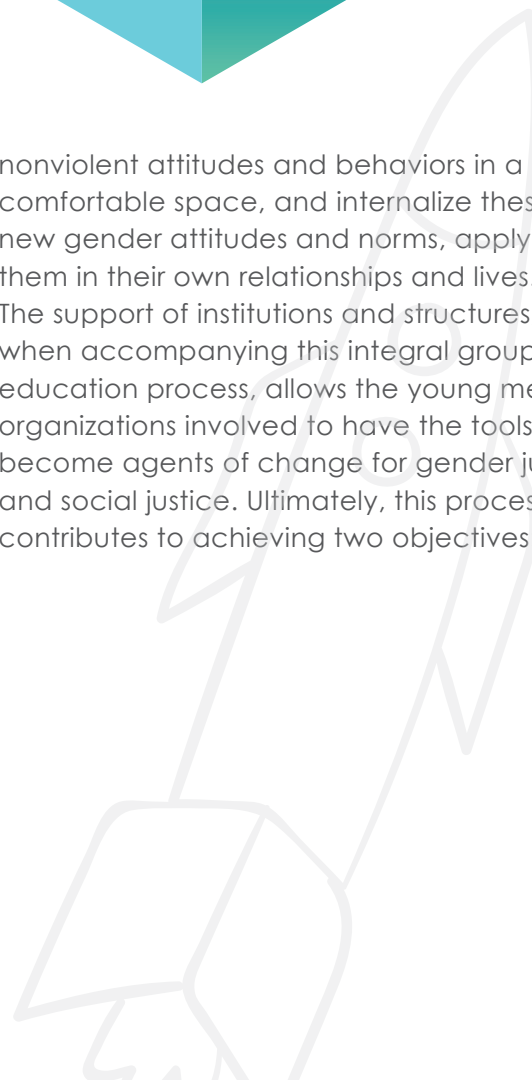 nonviolent attitudes and behaviors in a
comfortable space, and internalize
new gender attitudes and norms, apply
them in their own relationships and lives.
The support of institutions and structures
when accompanying this integral group
education process, allows the young
organizations involved to have the tools
become agents of change for gender
and social justice. Ultimately, this
contributes to achieving two objectives